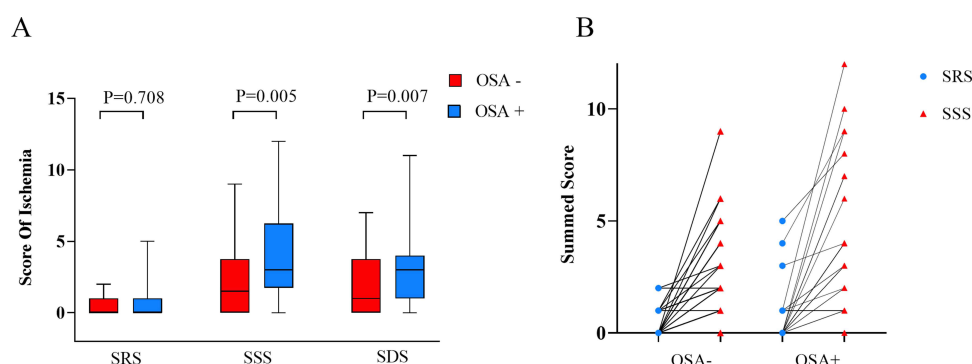 A
B
OSA -
OSA +
P=0.708
P=0.005
P=0.007
Score Of Ischemia
15
10
5
0
SRS
SSS
SDS
SRS
SSS
Summed Score
10
5
0
OSA-
OSA+